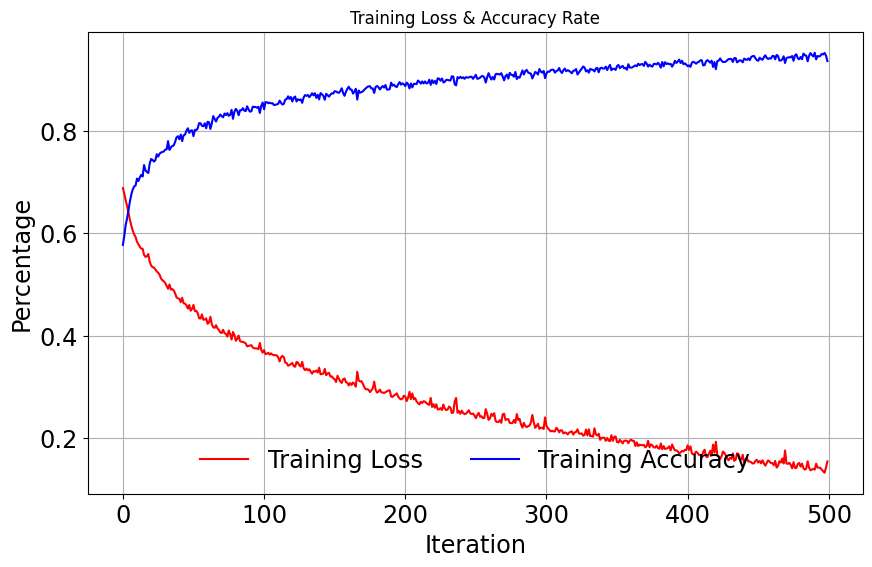 Training Loss & Accuracy Rate
Percentage
0.8
0.6
0.4
0.2
Training Loss
Training Accuracy
0
100
200
300
400
500
Iteration